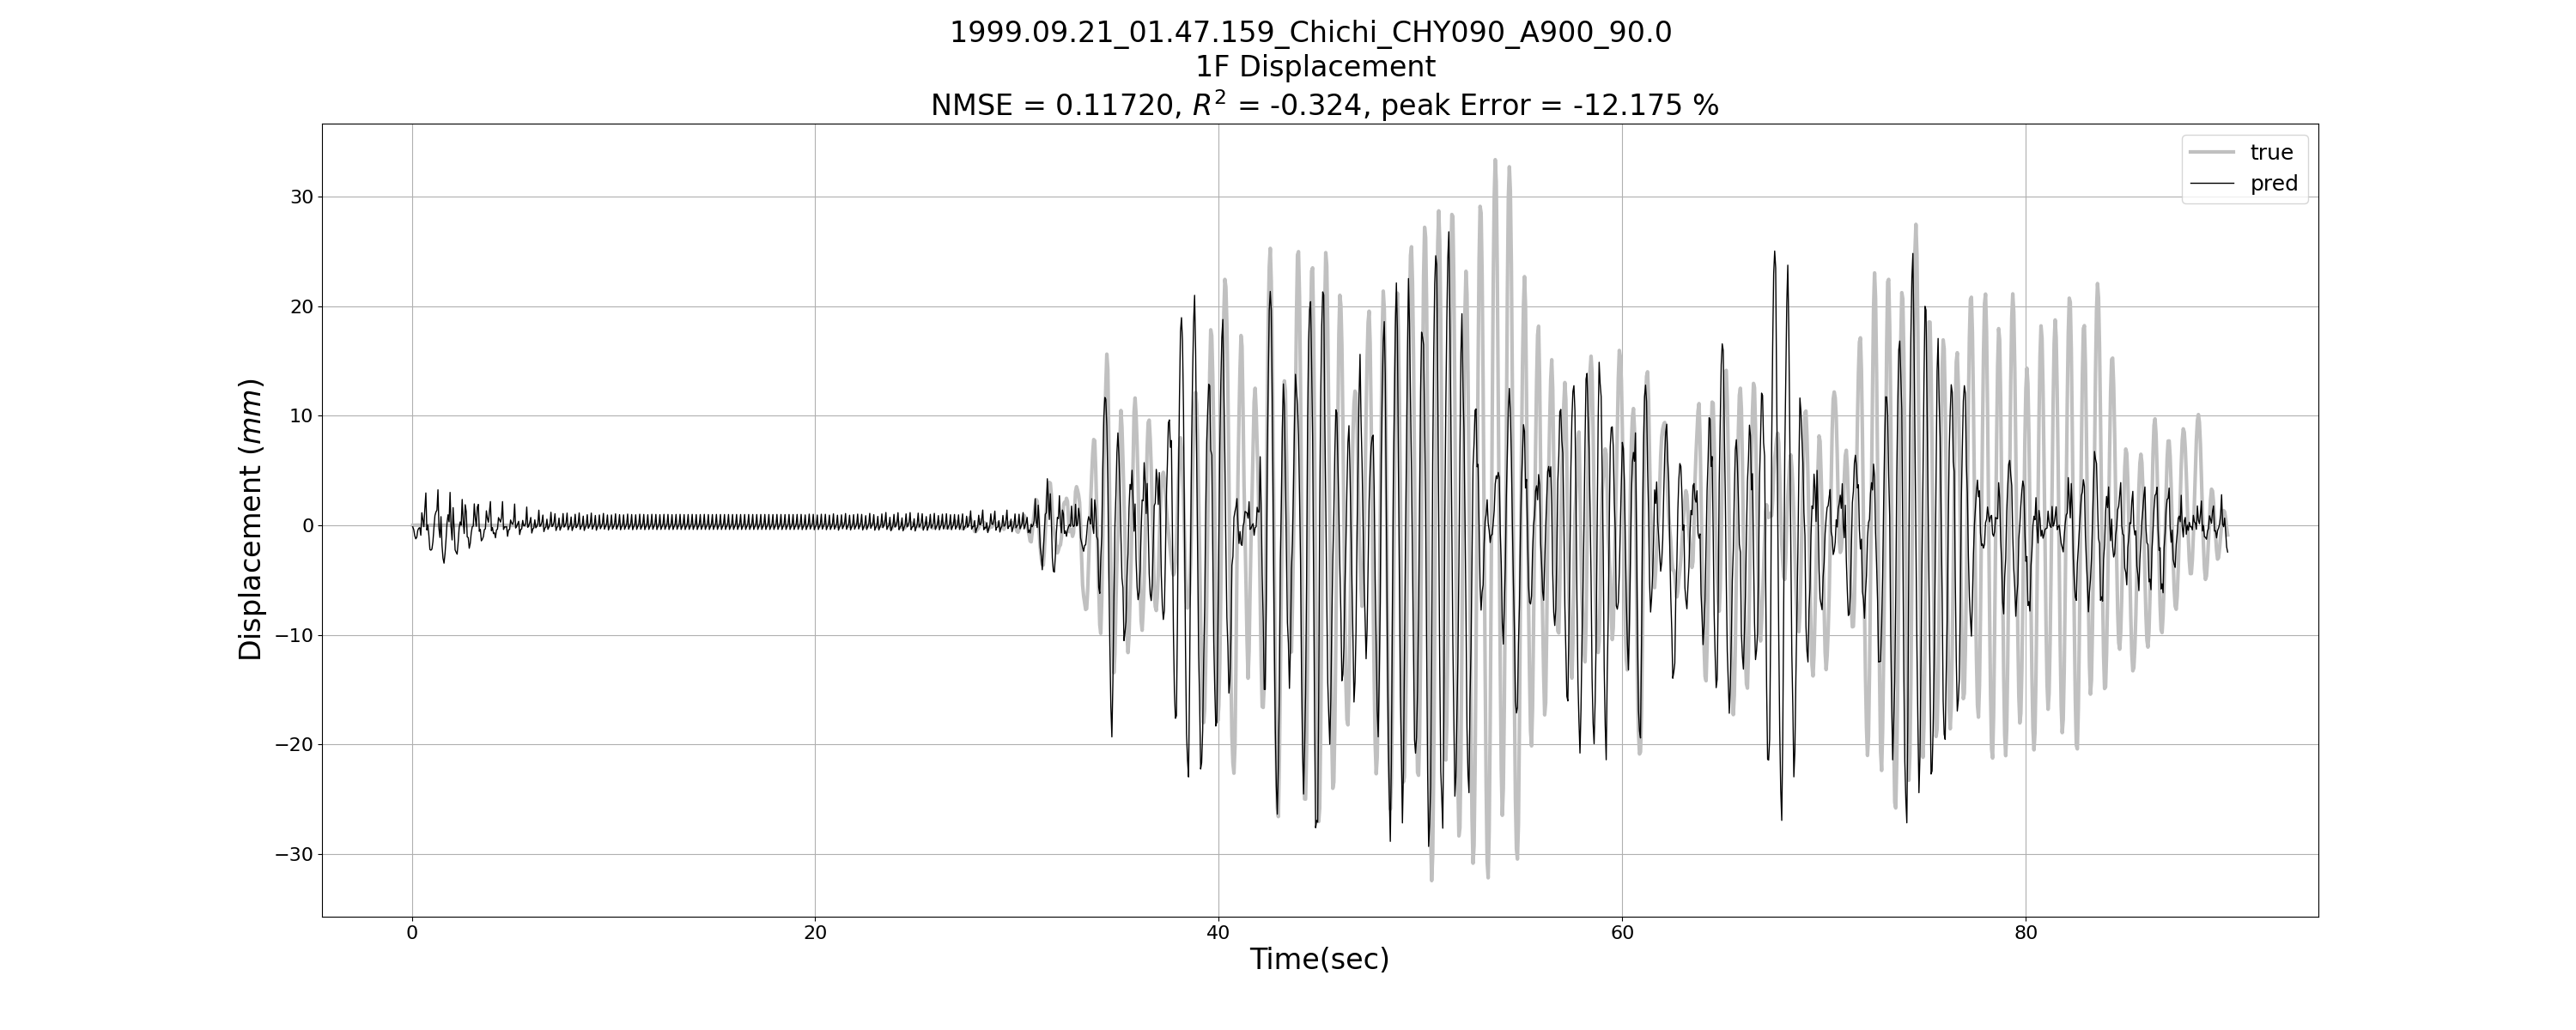 1999.09.21_01.47.159_Chichi_CHY090_A900_90.0
1F Displacement
NMSE = 0.11720, R² = -0.324, peak Error = -12.175 %
true
pred
Displacement (mm)
30
20
10
0
−10
−20
−30
0 20 40 60 80
Time(sec)